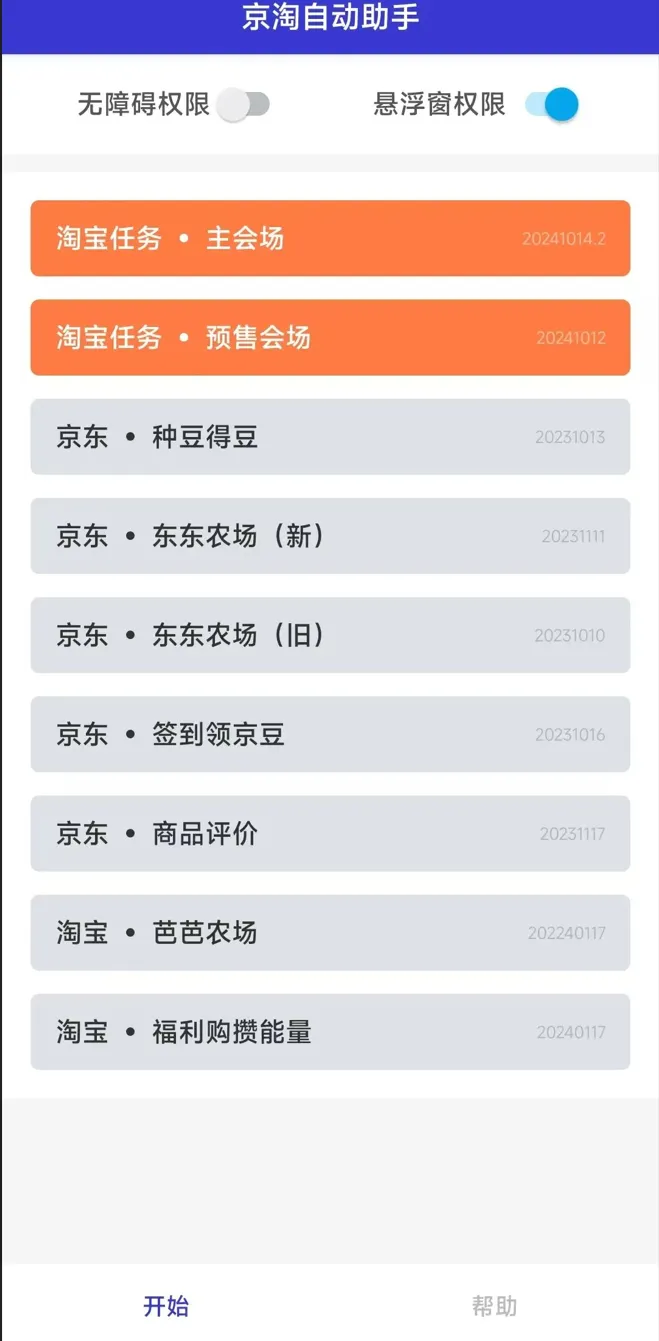 京淘自动助手
无障碍权限 悬浮窗权限
淘宝任务 • 主会场 20241014.2
淘宝任务 • 预售会场 20241012
京东 • 种豆得豆 20231013
京东 • 东东农场（新） 20231111
京东 • 东东农场（旧） 20231010
京东 • 签到领京豆 20231016
京东 • 商品评价 20231117
淘宝 • 芭芭农场 202240117
淘宝 • 福利购攒能量 20240117
开始 帮助